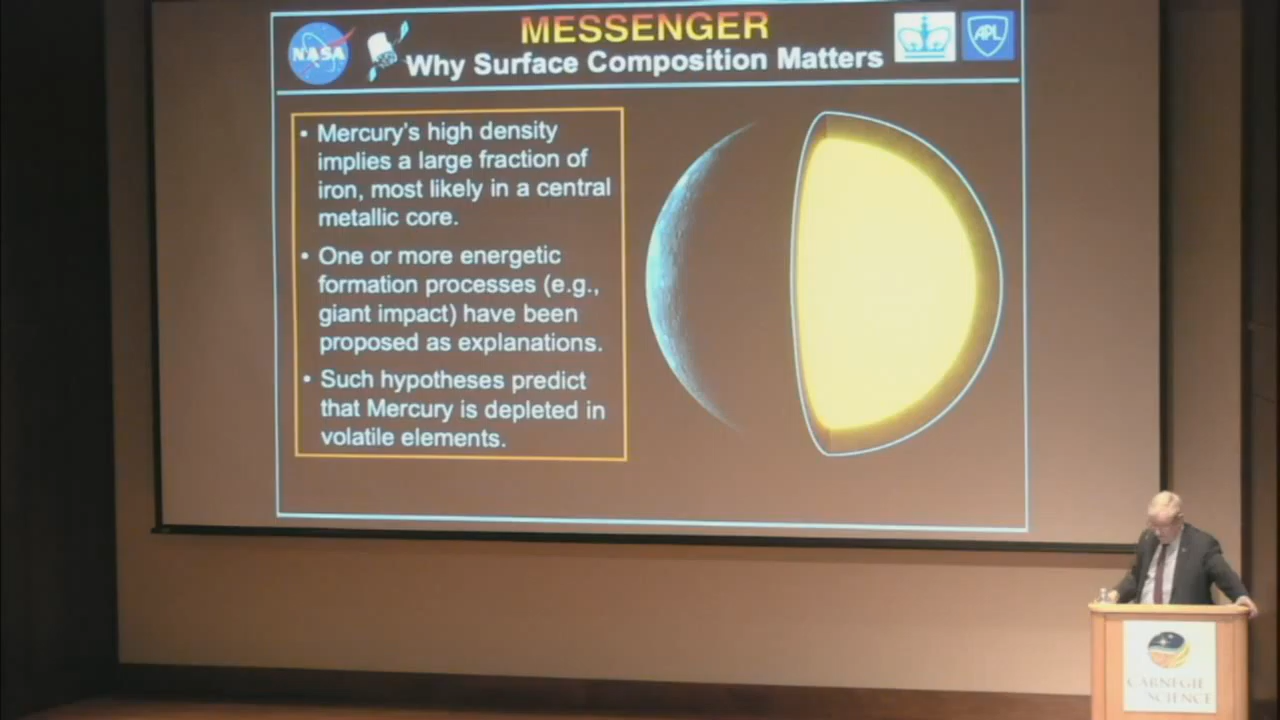 MESSENGER
NASA
APL
Why Surface Composition Matters
• Mercury's high density
implies a large fraction of
iron, most likely in a central
metallic core.
• One or more energetic
formation processes (e.g.,
giant impact) have been
proposed as explanations.
• Such hypotheses predict
that Mercury is depleted in
volatile elements.
CARNEGIE
SCIENCE